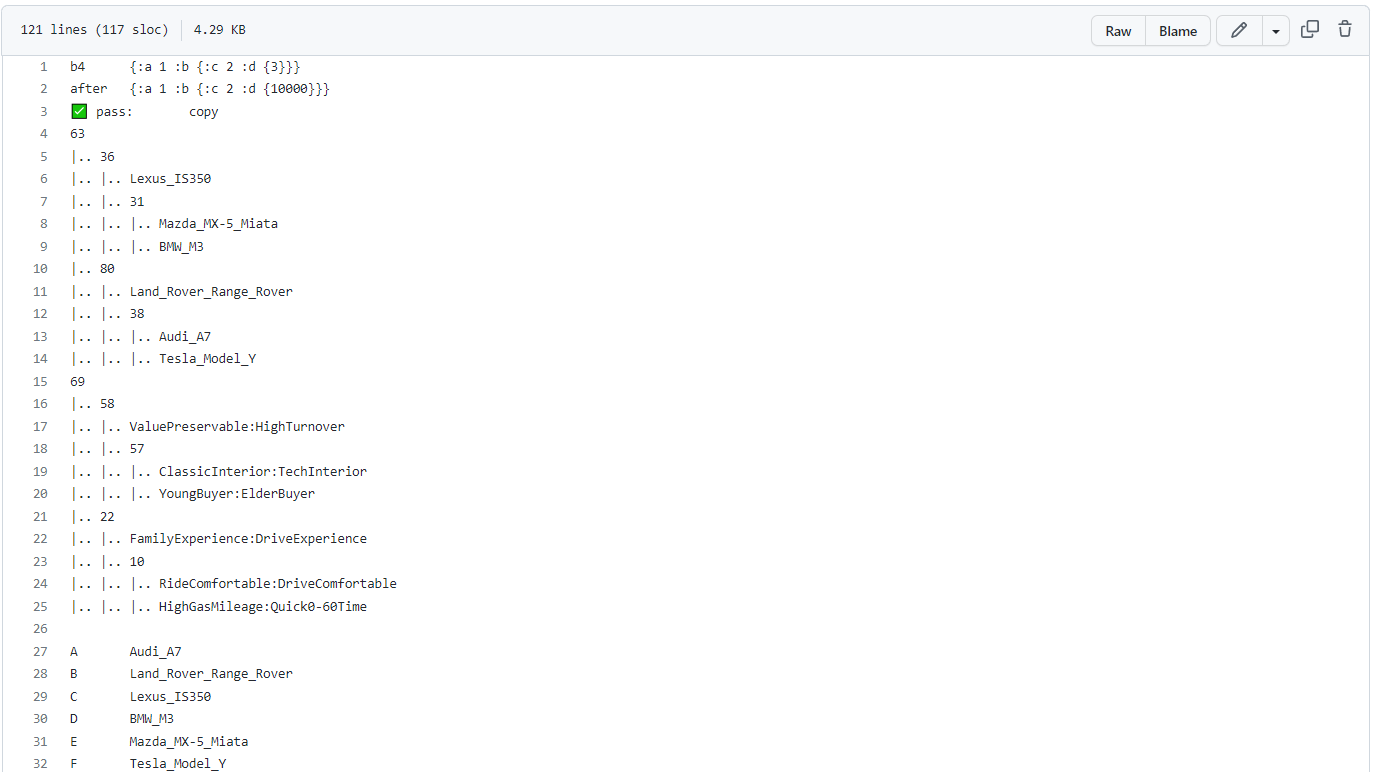 121 lines (117 sloc) 4.29 KB Raw Blame
1 b4 {:a 1 :b {:c 2 :d {3}}}
2 after {:a 1 :b {:c 2 :d {10000}}}
3 ✅ pass: copy
4 63
5 |.. 36
6 |.. |.. Lexus_IS350
7 |.. |.. 31
8 |.. |.. |.. Mazda_MX-5_Miata
9 |.. |.. |.. BMW_M3
10 |.. 80
11 |.. |.. Land_Rover_Range_Rover
12 |.. |.. 38
13 |.. |.. |.. Audi_A7
14 |.. |.. |.. Tesla_Model_Y
15 69
16 |.. 58
17 |.. |.. ValuePreservable:HighTurnover
18 |.. |.. 57
19 |.. |.. |.. ClassicInterior:TechInterior
20 |.. |.. |.. YoungBuyer:ElderBuyer
21 |.. 22
22 |.. |.. FamilyExperience:DriveExperience
23 |.. |.. 10
24 |.. |.. |.. RideComfortable:DriveComfortable
25 |.. |.. |.. HighGasMileage:Quick0-60Time
26
27 A Audi_A7
28 B Land_Rover_Range_Rover
29 C Lexus_IS350
30 D BMW_M3
31 E Mazda_MX-5_Miata
32 F Tesla_Model_Y